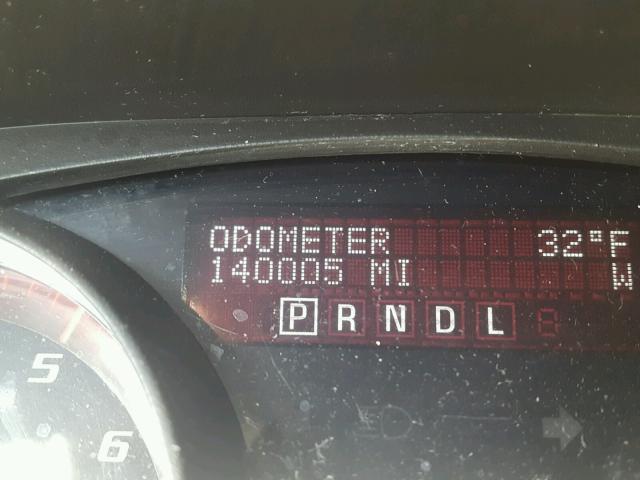 ODOMETER 32°F
140005 MI W
P R N D L
5
6